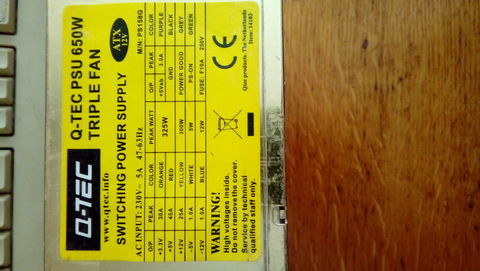 Q-TEC
www.qtec.info
Q-TEC PSU 650W
TRIPLE FAN
ATX
12V
SWITCHING POWER SUPPLY M/N: PS158G
AC INPUT: 230V~ 5A 47-63Hz
O/P PEAK COLOR PEAK WATT O/P PEAK COLOR
+3.3V 30A ORANGE 325W +5Vsb 3.0A PURPLE
+5V 45A RED GND BLACK
+12V 25A YELLOW 300W POWER GOOD GREY
-5V 1.0A WHITE 5W PS-ON GREEN
-12V 1.0A BLUE 12W FUSE: F10A 250V
WARNING!
High voltages inside.
Do not remove the cover.
Service by technical
qualified staff only.
CE
Qtec products. The Netherlands
Item: 14183